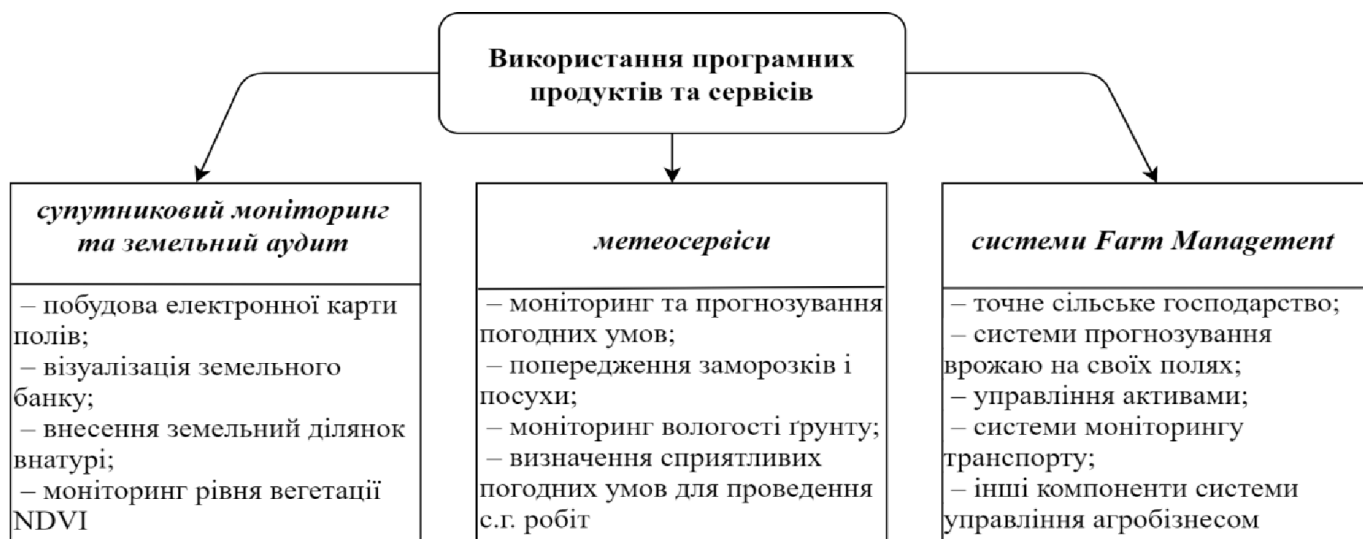 Використання програмних
продуктів та сервісів
супутниковий моніторинг
та земельний аудит
– побудова електронної карти
полів;
– візуалізація земельного
банку;
– внесення земельний ділянок
внатурі;
– моніторинг рівня вегетації
NDVI
метеосервіси
– моніторинг та прогнозування
погодних умов;
– попередження заморозків і
посухи;
– моніторинг вологості ґрунту;
– визначення сприятливих
погодних умов для проведення
с.г. робіт
системи Farm Management
– точне сільське господарство;
– системи прогнозування
врожаю на своїх полях;
– управління активами;
– системи моніторингу
транспорту;
– інші компоненти системи
управління агробізнесом